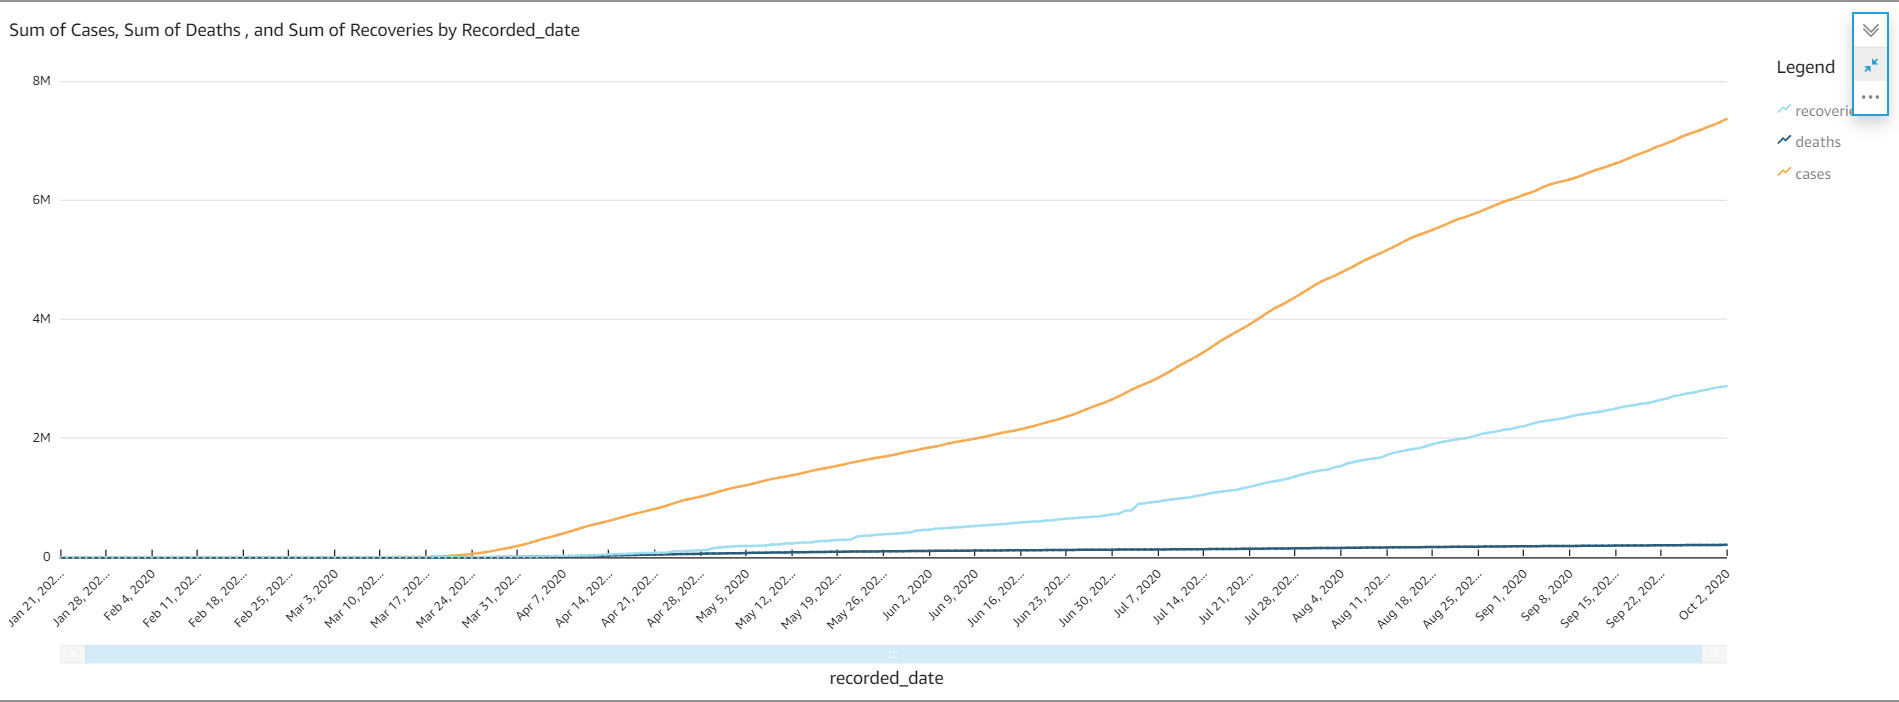 Sum of Cases, Sum of Deaths , and Sum of Recoveries by Recorded_date
Legend
recoverie
deaths
cases
8M
6M
4M
2M
0
Jan 21, 202...
Jan 28, 202...
Feb 4, 2020
Feb 11, 202...
Feb 18, 202...
Feb 25, 202...
Mar 3, 2020
Mar 10, 202...
Mar 17, 202...
Mar 24, 202...
Mar 31, 202...
Apr 7, 2020
Apr 14, 202...
Apr 21, 202...
Apr 28, 202...
May 5, 2020
May 12, 202...
May 19, 202...
May 26, 202...
Jun 2, 2020
Jun 9, 2020
Jun 16, 202...
Jun 23, 202...
Jun 30, 202...
Jul 7, 2020
Jul 14, 202...
Jul 21, 202...
Jul 28, 202...
Aug 4, 2020
Aug 11, 202...
Aug 18, 202...
Aug 25, 202...
Sep 1, 2020
Sep 8, 2020
Sep 15, 202...
Sep 22, 202...
Oct 2, 2020
recorded_date